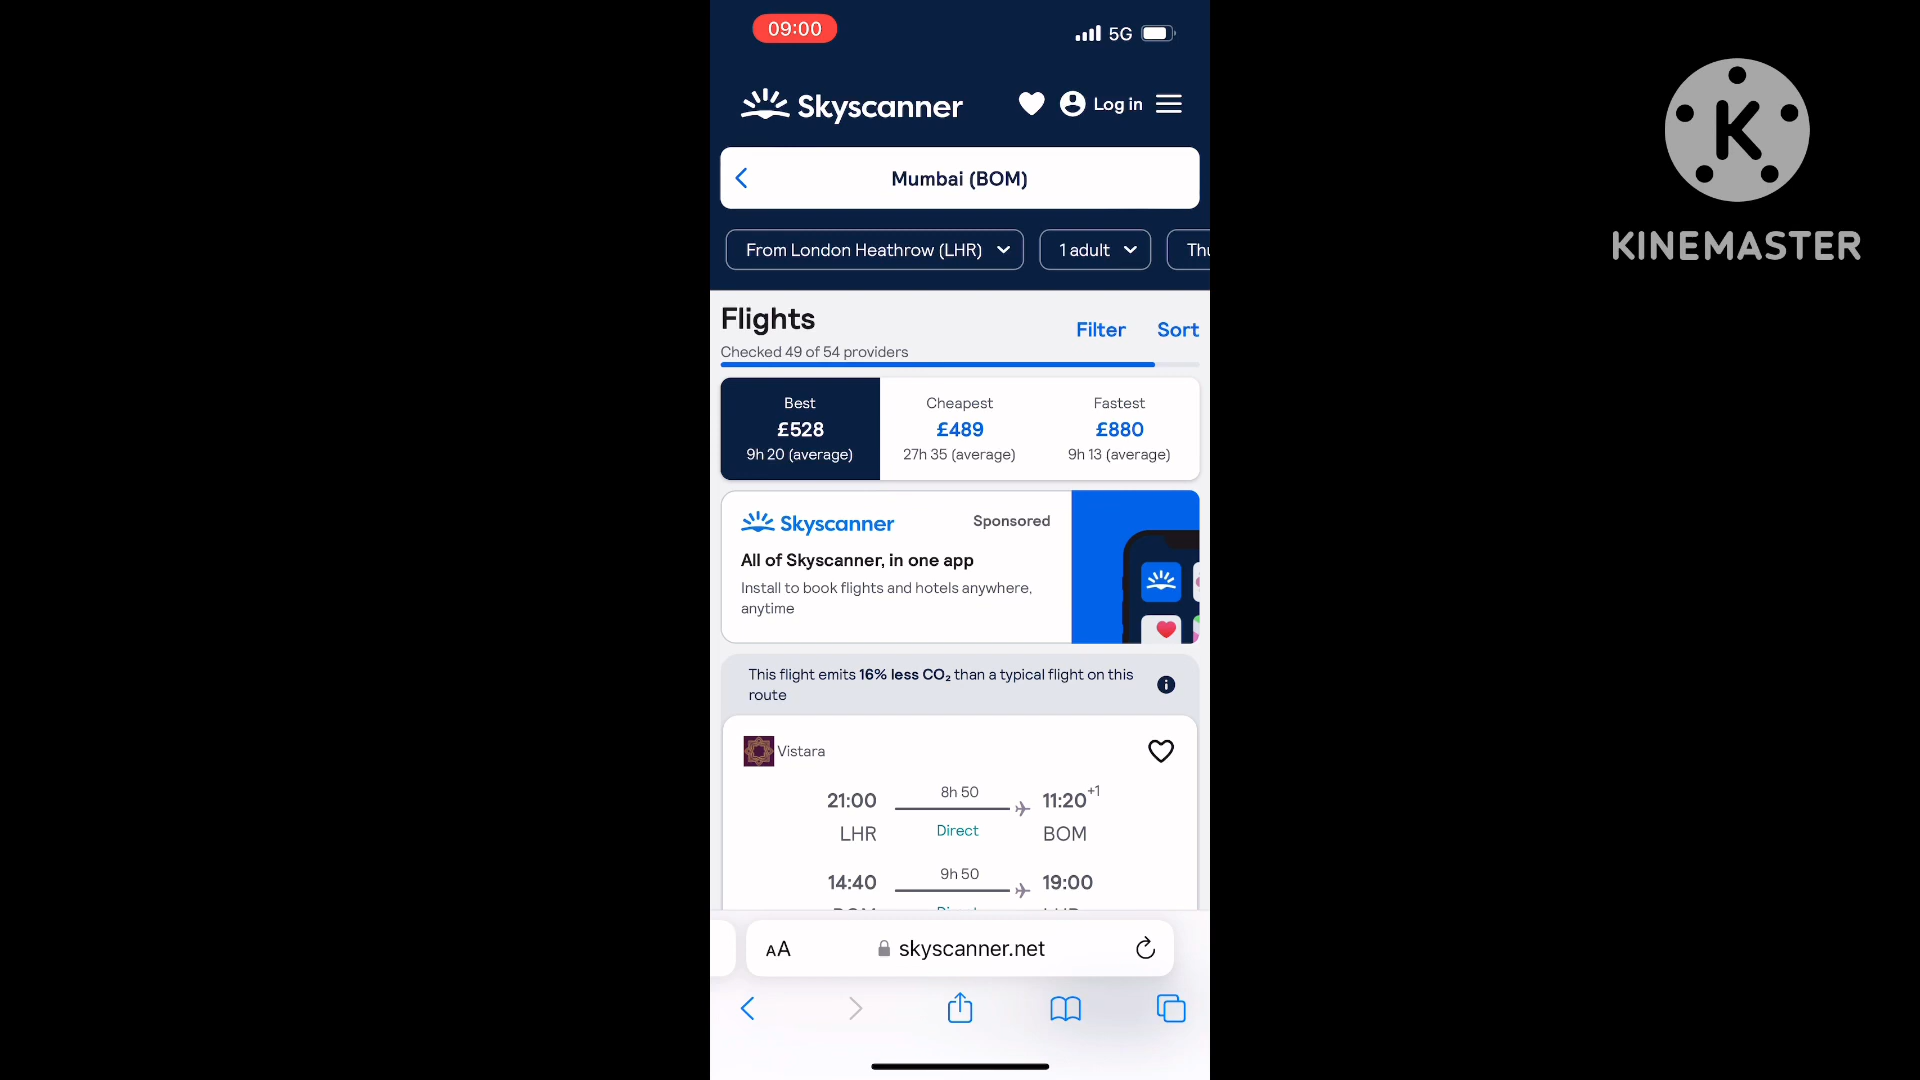 09:00
5G
Skyscanner
Log in
Mumbai (BOM)
From London Heathrow (LHR)
1 adult
Thu
Flights
Filter
Sort
Checked 49 of 54 providers
Best
£528
9h 20 (average)
Cheapest
£489
27h 35 (average)
Fastest
£880
9h 13 (average)
Skyscanner
Sponsored
All of Skyscanner, in one app
Install to book flights and hotels anywhere,
anytime
This flight emits 16% less CO₂ than a typical flight on this
route
Vistara
21:00
8h 50
11:20+1
LHR
Direct
BOM
14:40
9h 50
19:00
AA
skyscanner.net
K
KINEMASTER